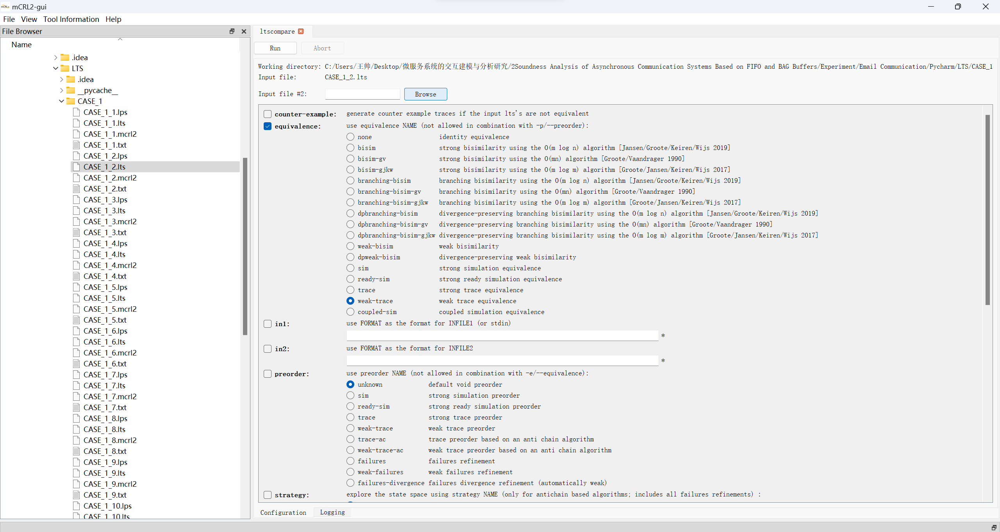 mCRL2-gui
File View Tool Information Help
File Browser
Name
.idea
LTS
.idea
__pycache__
CASE_1
CASE_1_1.lps
CASE_1_1.lts
CASE_1_1.mcrl2
CASE_1_1.txt
CASE_1_2.lps
CASE_1_2.lts
CASE_1_2.mcrl2
CASE_1_2.txt
CASE_1_3.lps
CASE_1_3.lts
CASE_1_3.mcrl2
CASE_1_3.txt
CASE_1_4.lps
CASE_1_4.lts
CASE_1_4.mcrl2
CASE_1_4.txt
CASE_1_5.lps
CASE_1_5.lts
CASE_1_5.mcrl2
CASE_1_5.txt
CASE_1_6.lps
CASE_1_6.lts
CASE_1_6.mcrl2
CASE_1_6.txt
CASE_1_7.lps
CASE_1_7.lts
CASE_1_7.mcrl2
CASE_1_7.txt
CASE_1_8.lps
CASE_1_8.lts
CASE_1_8.mcrl2
CASE_1_8.txt
CASE_1_9.lps
CASE_1_9.lts
CASE_1_9.mcrl2
CASE_1_9.txt
CASE_1_10.lps
CASE_1_10.lts
ltscompare
Run Abort
Working directory: C:/Users/王帅/Desktop/微服务系统的交互建模与分析研究/2Soundness Analysis of Asynchronous Communication Systems Based on FIFO and BAG Buffers/Experiment/Email Communication/Pycharm/LTS/CASE_1
Input file: CASE_1_2.lts
Input file #2: Browse
counter-example: generate counter example traces if the input lts's are not equivalent
equivalence: use equivalence NAME (not allowed in combination with -p/--preorder):
none identity equivalence
bisim strong bisimilarity using the O(m log n) algorithm [Jansen/Groote/Keiren/Wijs 2019]
bisim-gv strong bisimilarity using the O(mn) algorithm [Groote/Vaandrager 1990]
bisim-gjkw strong bisimilarity using the O(m log m) algorithm [Groote/Jansen/Keiren/Wijs 2017]
branching-bisim branching bisimilarity using the O(m log n) algorithm [Jansen/Groote/Keiren/Wijs 2019]
branching-bisim-gv branching bisimilarity using the O(mn) algorithm [Groote/Vaandrager 1990]
branching-bisim-gjkw branching bisimilarity using the O(m log m) algorithm [Groote/Jansen/Keiren/Wijs 2017]
dpbranching-bisim divergence-preserving branching bisimilarity using the O(m log n) algorithm [Jansen/Groote/Keiren/Wijs 2019]
dpbranching-bisim-gv divergence-preserving branching bisimilarity using the O(mn) algorithm [Groote/Vaandrager 1990]
dpbranching-bisim-gjkw divergence-preserving branching bisimilarity using the O(m log m) algorithm [Groote/Jansen/Keiren/Wijs 2017]
weak-bisim weak bisimilarity
dpweak-bisim divergence-preserving weak bisimilarity
sim strong simulation equivalence
ready-sim strong ready simulation equivalence
trace strong trace equivalence
weak-trace weak trace equivalence
coupled-sim coupled simulation equivalence
in1: use FORMAT as the format for INFILE1 (or stdin)
*
in2: use FORMAT as the format for INFILE2
*
preorder: use preorder NAME (not allowed in combination with -e/--equivalence):
unknown default void preorder
sim strong simulation preorder
ready-sim strong ready simulation preorder
trace strong trace preorder
weak-trace weak trace preorder
trace-ac trace preorder based on an anti chain algorithm
weak-trace-ac weak trace preorder based on an anti chain algorithm
failures failures refinement
weak-failures weak failures refinement
failures-divergence failures divergence refinement (automatically weak)
strategy: explore the state space using strategy NAME (only for antichain based algorithms; includes all failures refinements) :
Configuration Logging